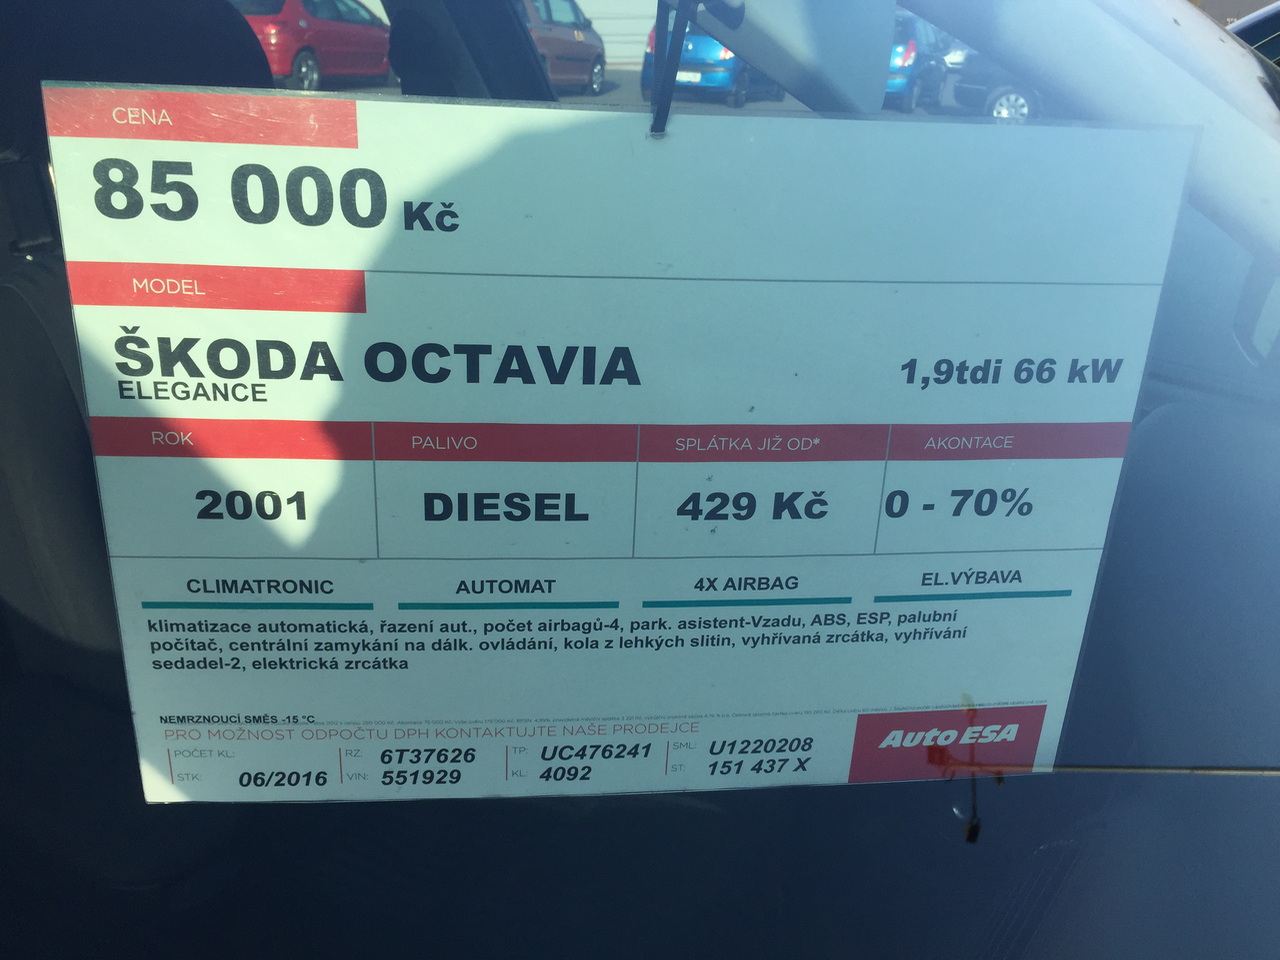 CENA
85 000 Kč
MODEL
ŠKODA OCTAVIA 1,9tdi 66 kW
ELEGANCE
ROK PALIVO SPLÁTKA JIŽ OD* AKONTACE
2001 DIESEL 429 Kč 0 - 70%
CLIMATRONIC AUTOMAT 4X AIRBAG EL.VÝBAVA
klimatizace automatická, řazení aut., počet airbagů-4, park. asistent-Vzadu, ABS, ESP, palubní
počítač, centrální zamykání na dálk. ovládání, kola z lehkých slitin, vyhřívaná zrcátka, vyhřívání
sedadel-2, elektrická zrcátka
NEMRZNOUCÍ SMĚS -15 °C
PRO MOŽNOST ODPOČTU DPH KONTAKTUJTE NAŠE PRODEJCE
POČET KL: RZ: 6T37626 TP: UC476241 SML: U1220208
STK: 06/2016 VIN: 551929 KL: 4092 ST: 151 437 X
Auto ESA